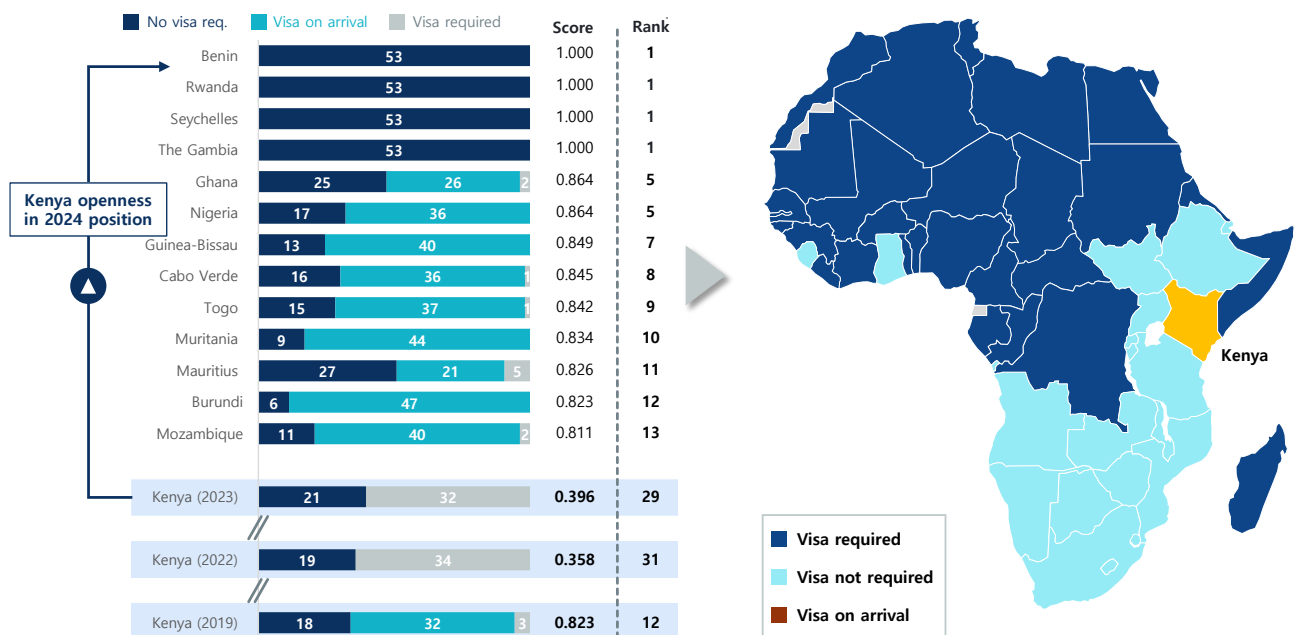 No visa req. Visa on arrival Visa required
Score Rank
Benin 53 1.000 1
Rwanda 53 1.000 1
Seychelles 53 1.000 1
The Gambia 53 1.000 1
Ghana 25 26 2 0.864 5
Nigeria 17 36 0.864 5
Guinea-Bissau 13 40 0.849 7
Cabo Verde 16 36 1 0.845 8
Togo 15 37 1 0.842 9
Muritania 9 44 0.834 10
Mauritius 27 21 5 0.826 11
Burundi 6 47 0.823 12
Mozambique 11 40 2 0.811 13
Kenya (2023) 21 32 0.396 29
Kenya (2022) 19 34 0.358 31
Kenya (2019) 18 32 3 0.823 12
Kenya openness
in 2024 position
Kenya
Visa required
Visa not required
Visa on arrival